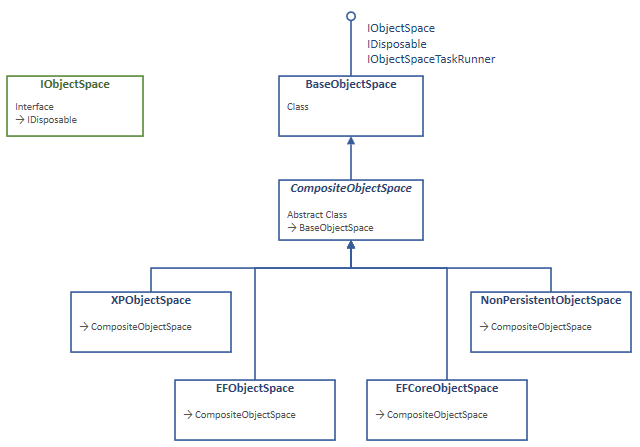 IObjectSpace
IDisposable
IObjectSpaceTaskRunner
IObjectSpace
Interface
→ IDisposable
BaseObjectSpace
Class
CompositeObjectSpace
Abstract Class
→ BaseObjectSpace
XPObjectSpace
→ CompositeObjectSpace
NonPersistentObjectSpace
→ CompositeObjectSpace
EFObjectSpace
→ CompositeObjectSpace
EFCoreObjectSpace
→ CompositeObjectSpace